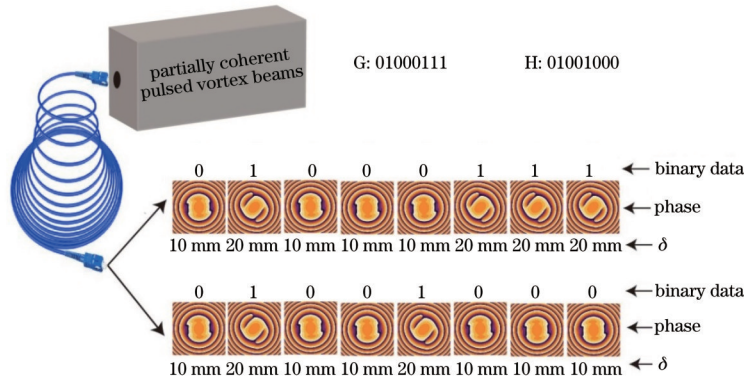 partially coherent
pulsed vortex beams
G: 01000111
H: 01001000
0 1 0 0 0 1 1 1 binary data
phase
10 mm 20 mm 10 mm 10 mm 10 mm 20 mm 20 mm 20 mm δ
0 1 0 0 1 0 0 0 binary data
phase
10 mm 20 mm 10 mm 10 mm 20 mm 10 mm 10 mm 10 mm δ